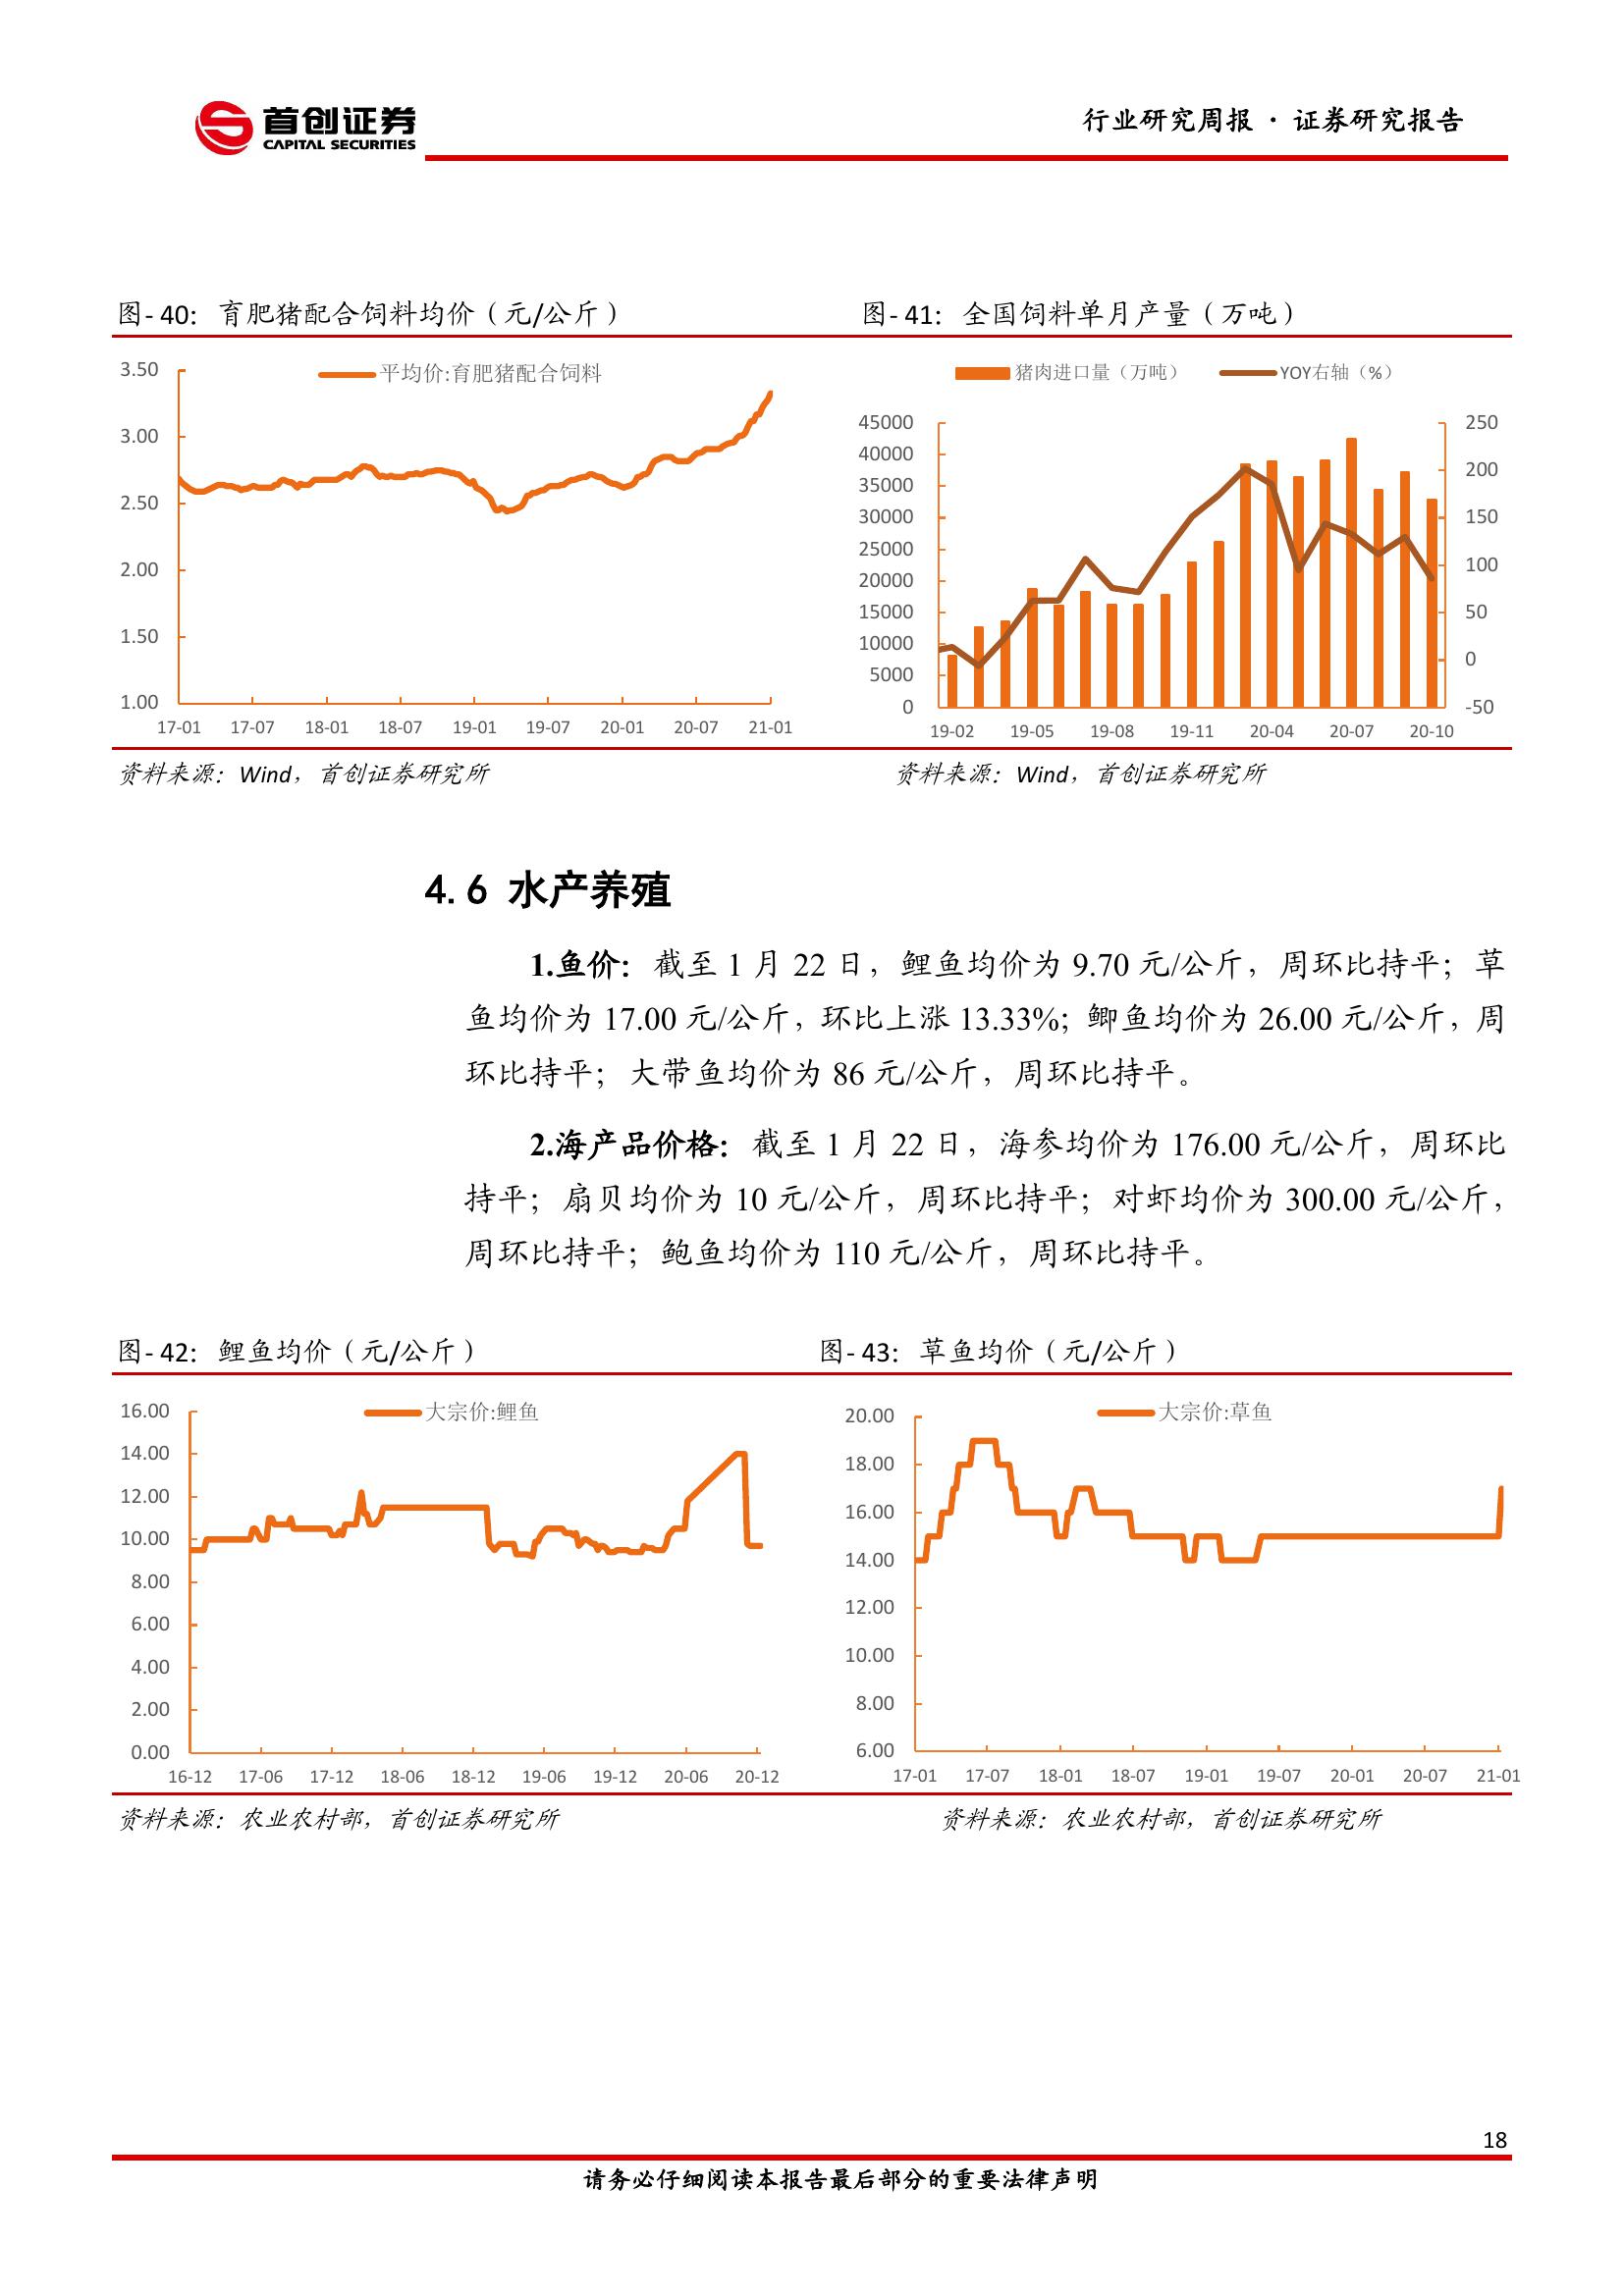 首创证券
CAPITAL SECURITIES
行业研究周报 · 证券研究报告
图- 40: 育肥猪配合饲料均价（元/公斤）
平均价:育肥猪配合饲料
3.50
3.00
2.50
2.00
1.50
1.00
17-01 17-07 18-01 18-07 19-01 19-07 20-01 20-07 21-01
资料来源：Wind，首创证券研究所
图- 41: 全国饲料单月产量（万吨）
猪肉进口量（万吨） YOY右轴（%）
45000
40000
35000
30000
25000
20000
15000
10000
5000
0
250
200
150
100
50
0
-50
19-02 19-05 19-08 19-11 20-04 20-07 20-10
资料来源：Wind，首创证券研究所
4.6 水产养殖
1.鱼价：截至 1 月 22 日，鲤鱼均价为 9.70 元/公斤，周环比持平；草
鱼均价为 17.00 元/公斤，环比上涨 13.33%；鲫鱼均价为 26.00 元/公斤，周
环比持平；大带鱼均价为 86 元/公斤，周环比持平。
2.海产品价格：截至 1 月 22 日，海参均价为 176.00 元/公斤，周环比
持平；扇贝均价为 10 元/公斤，周环比持平；对虾均价为 300.00 元/公斤，
周环比持平；鲍鱼均价为 110 元/公斤，周环比持平。
图- 42: 鲤鱼均价（元/公斤）
大宗价:鲤鱼
16.00
14.00
12.00
10.00
8.00
6.00
4.00
2.00
0.00
16-12 17-06 17-12 18-06 18-12 19-06 19-12 20-06 20-12
资料来源：农业农村部，首创证券研究所
图- 43: 草鱼均价（元/公斤）
大宗价:草鱼
20.00
18.00
16.00
14.00
12.00
10.00
8.00
6.00
17-01 17-07 18-01 18-07 19-01 19-07 20-01 20-07 21-01
资料来源：农业农村部，首创证券研究所
18
请务必仔细阅读本报告最后部分的重要法律声明